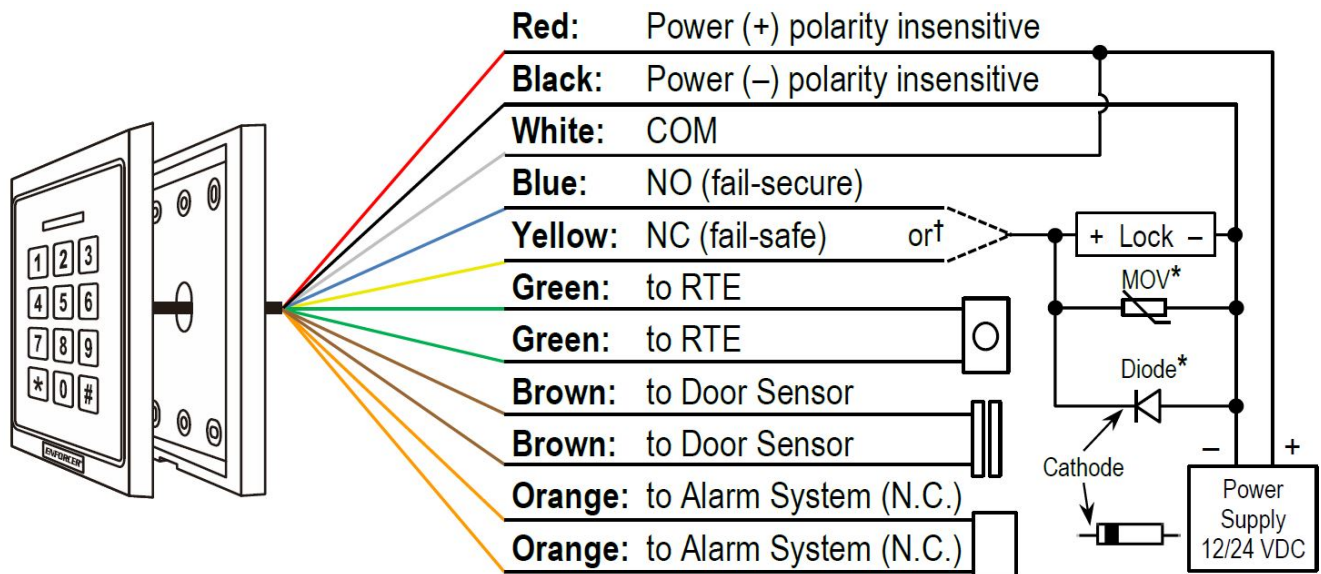 Red: Power (+) polarity insensitive
Black: Power (–) polarity insensitive
White: COM
Blue: NO (fail-secure)
Yellow: NC (fail-safe) or†
Green: to RTE
Green: to RTE
Brown: to Door Sensor
Brown: to Door Sensor
Orange: to Alarm System (N.C.)
Orange: to Alarm System (N.C.)
1 2 3
4 5 6
7 8 9
* 0 #
ENFORCER
+ Lock –
MOV*
Diode*
Cathode
– +
Power
Supply
12/24 VDC